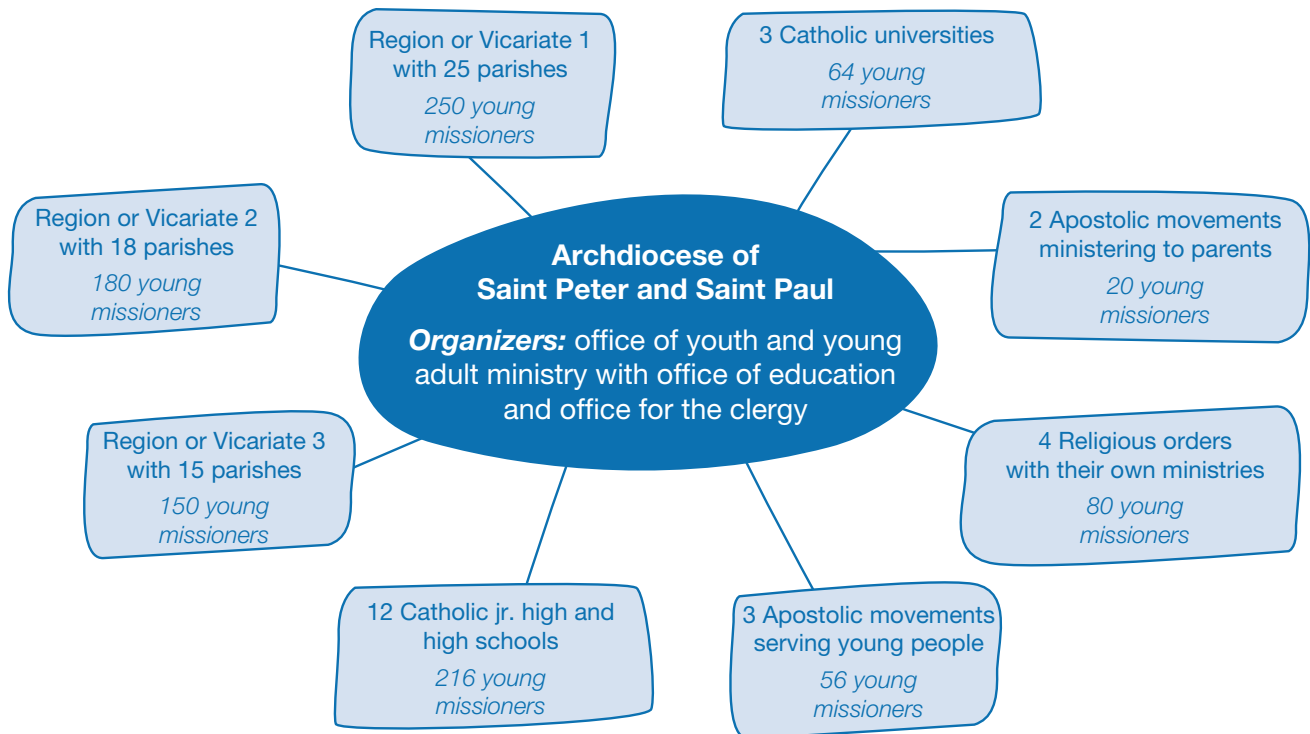 Region or Vicariate 1
with 25 parishes
250 young
missioners
3 Catholic universities
64 young
missioners
Region or Vicariate 2
with 18 parishes
180 young
missioners
Archdiocese of
Saint Peter and Saint Paul
Organizers: office of youth and young
adult ministry with office of education
and office for the clergy
2 Apostolic movements
ministering to parents
20 young
missioners
Region or Vicariate 3
with 15 parishes
150 young
missioners
4 Religious orders
with their own ministries
80 young
missioners
12 Catholic jr. high and
high schools
216 young
missioners
3 Apostolic movements
serving young people
56 young
missioners